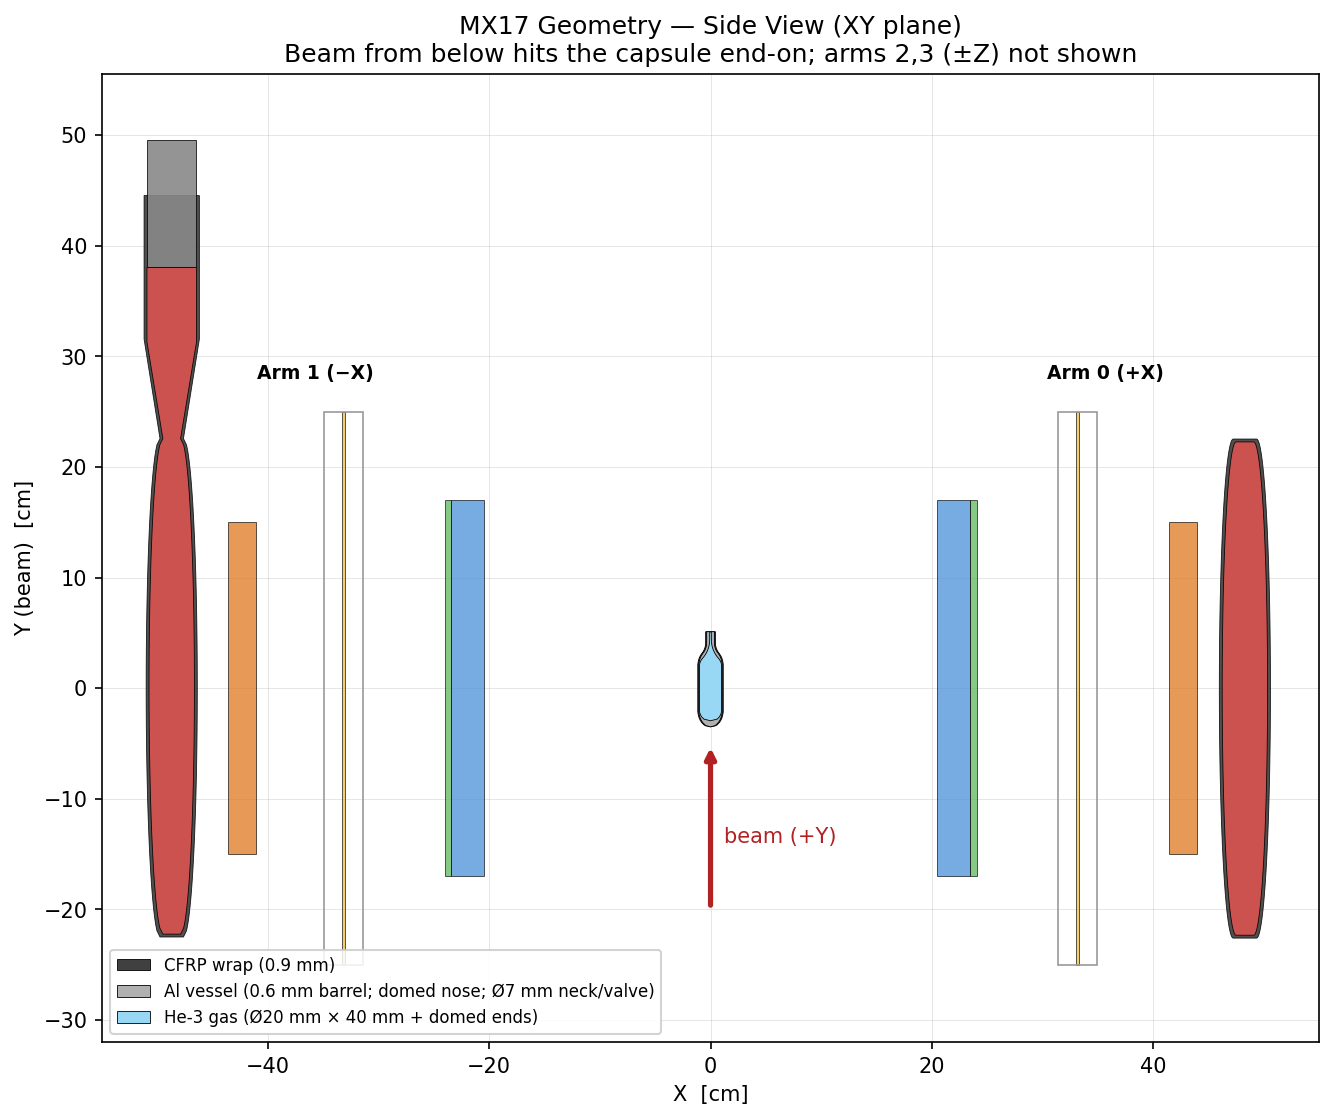 MX17 Geometry — Side View (XY plane)
Beam from below hits the capsule end-on; arms 2,3 (±Z) not shown
50
40
30
20
10
0
−10
−20
−30
Y (beam) [cm]
Arm 1 (−X)
Arm 0 (+X)
beam (+Y)
CFRP wrap (0.9 mm)
Al vessel (0.6 mm barrel; domed nose; Ø7 mm neck/valve)
He-3 gas (Ø20 mm × 40 mm + domed ends)
−40
−20
0
20
40
X [cm]